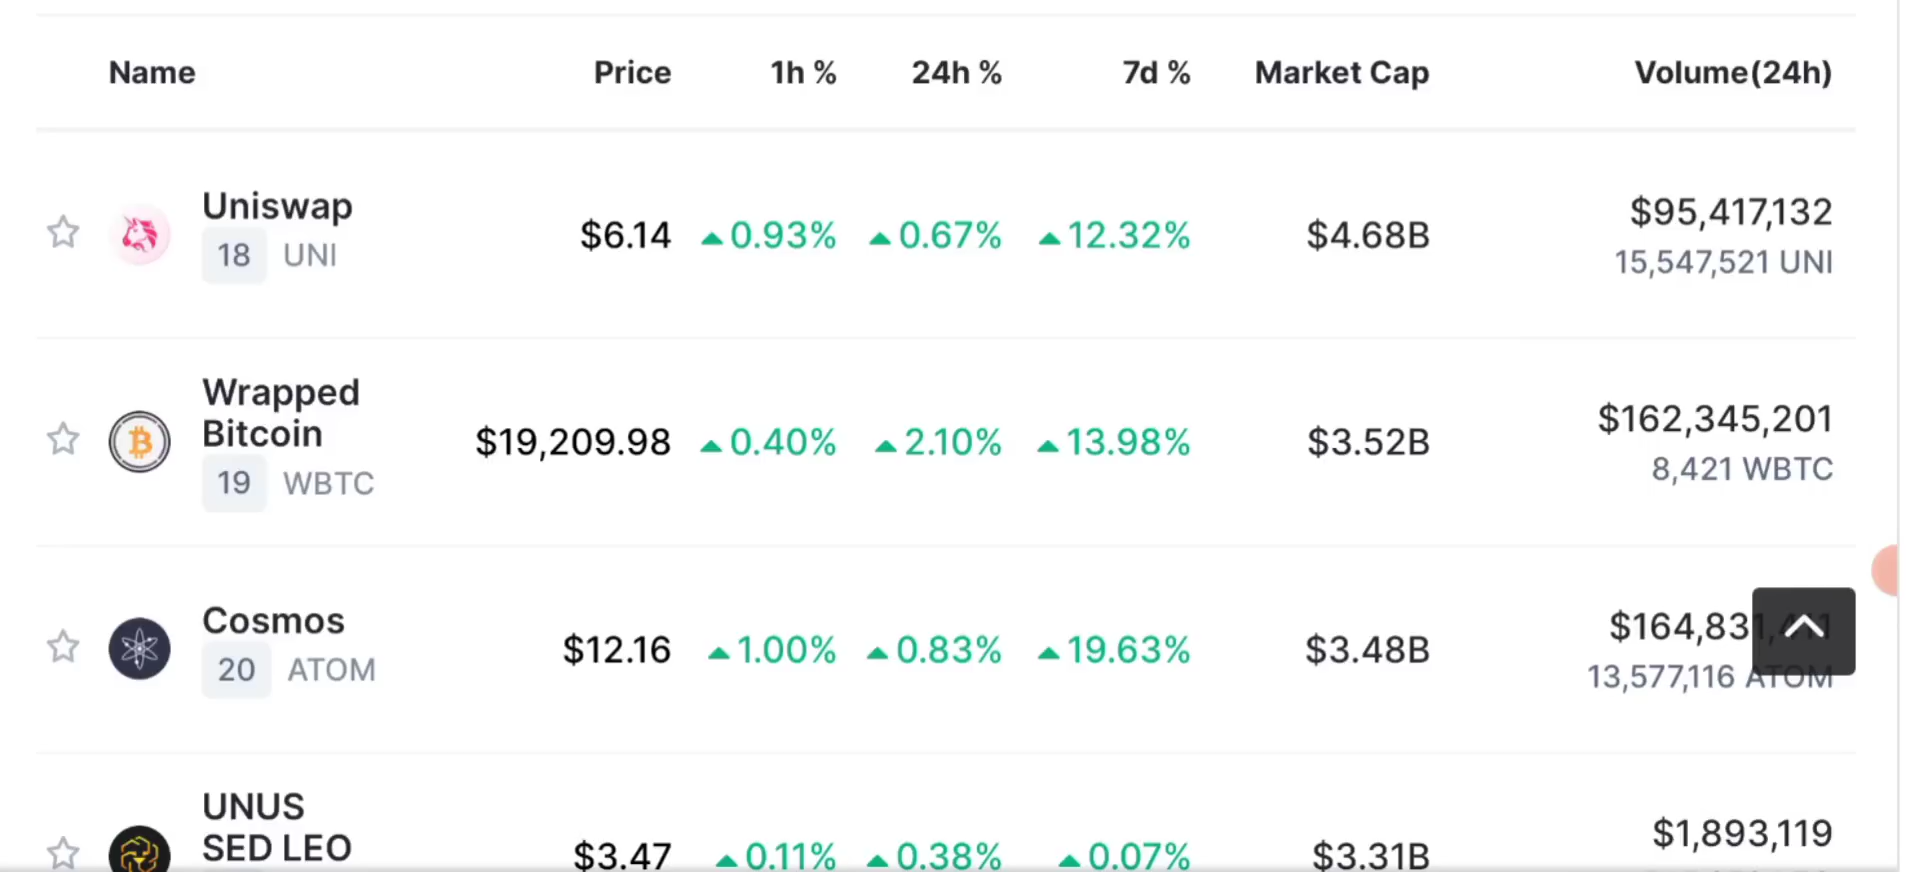 Name Price 1h % 24h % 7d % Market Cap Volume(24h)
Uniswap
18 UNI
$6.14 0.93% 0.67% 12.32% $4.68B
$95,417,132
15,547,521 UNI
Wrapped
Bitcoin
19 WBTC
$19,209.98 0.40% 2.10% 13.98% $3.52B
$162,345,201
8,421 WBTC
Cosmos
20 ATOM
$12.16 1.00% 0.83% 19.63% $3.48B
$164,831,411
13,577,116 ATOM
UNUS
SED LEO
$3.47 0.11% 0.38% 0.07% $3.31B
$1,893,119